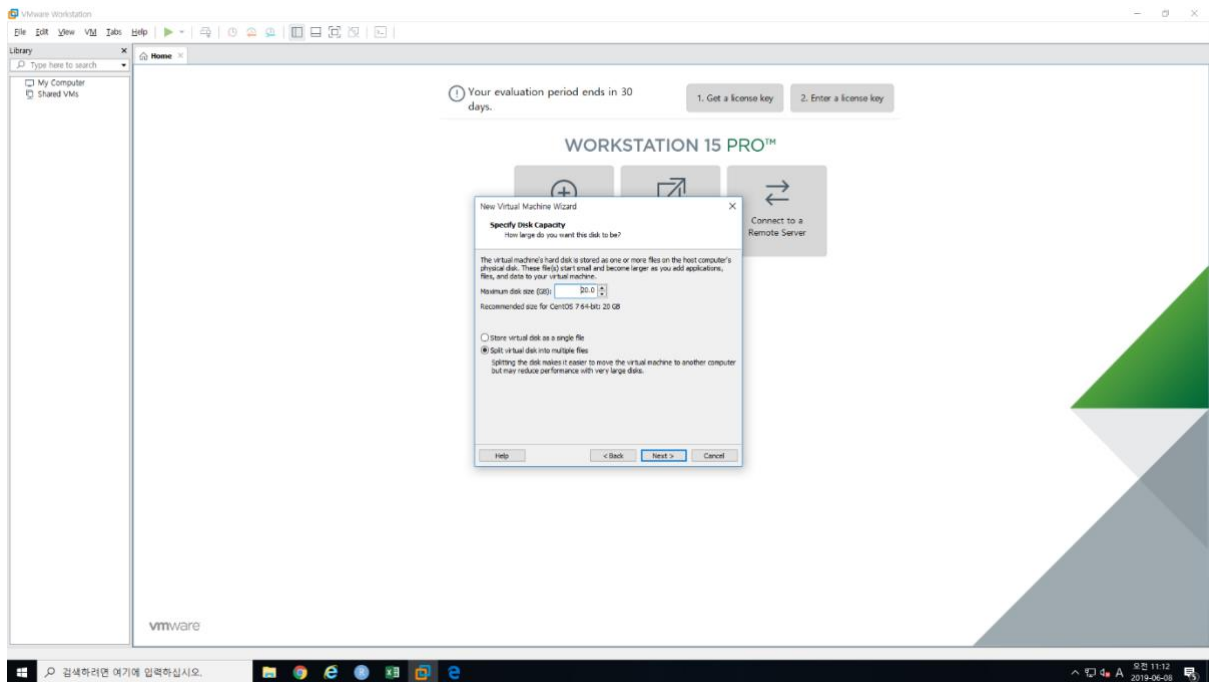 VMware Workstation
File Edit View VM Tabs Help
Library
Type here to search
My Computer
Shared VMs
Home
Your evaluation period ends in 30
days.
1. Get a license key
2. Enter a license key
WORKSTATION 15 PRO™
Connect to a
Remote Server
New Virtual Machine Wizard
Specify Disk Capacity
How large do you want this disk to be?
The virtual machine's hard disk is stored as one or more files on the host computer's
physical disk. These file(s) start small and become larger as you add applications,
files, and data to your virtual machine.
Maximum disk size (GB): 20.0
Recommended size for CentOS 7 64-bit: 20 GB
Store virtual disk as a single file
Split virtual disk into multiple files
Splitting the disk makes it easier to move the virtual machine to another computer
but may reduce performance with very large disks.
Help
< Back
Next >
Cancel
vmware
검색하려면 여기에 입력하십시오.
A
오전 11:12
2019-06-08